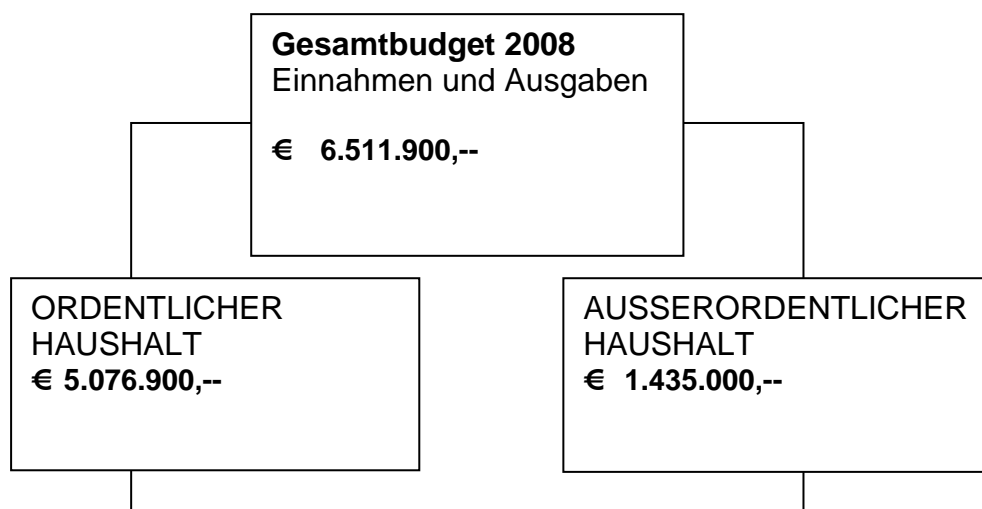 Gesamtbudget 2008
Einnahmen und Ausgaben
€ 6.511.900,--
ORDENTLICHER
HAUSHALT
€ 5.076.900,--
AUSSERORDENTLICHER
HAUSHALT
€ 1.435.000,--